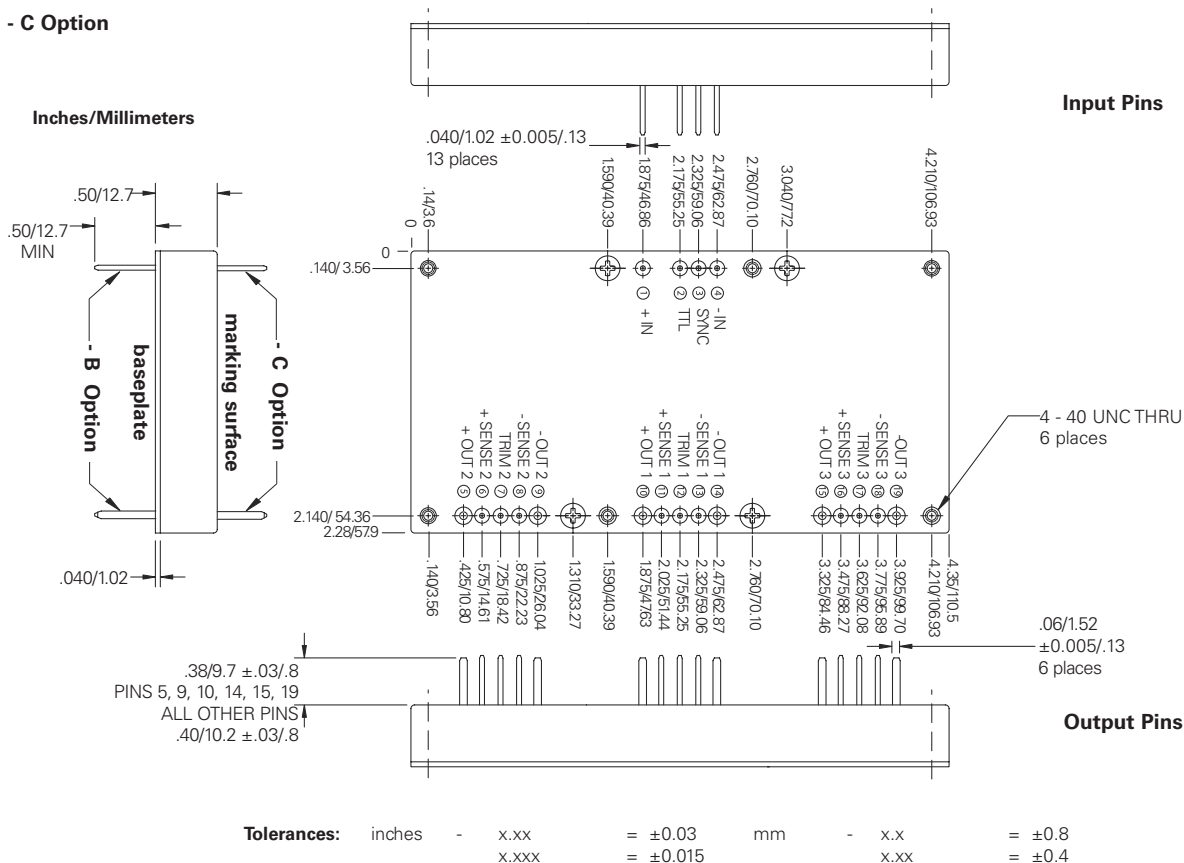 - C Option
Inches/Millimeters
Input Pins
.040/1.02 ±0.005/.13
13 places
.50/12.7
.50/12.7
MIN
.040/1.02
- B Option
baseplate
marking surface
- C Option
0
.14/3.6
1.590/40.39
1.875/46.86
2.175/55.25
2.325/59.06
2.475/62.87
2.760/70.10
3.040/77.2
4.210/106.93
0
.140/ 3.56
2.140/ 54.36
2.28/57.9
1 + IN
2 TTL
3 SYNC
4 - IN
+ OUT 2 5
+ SENSE 2 6
TRIM 2 7
- SENSE 2 8
- OUT 2 9
+ OUT 1 10
+ SENSE 1 11
TRIM 1 12
- SENSE 1 13
- OUT 1 14
+ OUT 3 15
+ SENSE 3 16
TRIM 3 17
- SENSE 3 18
-OUT 3 19
4 - 40 UNC THRU
6 places
.140/3.56
.425/10.80
.575/14.61
.725/18.42
.875/22.23
1.025/26.04
1.310/33.27
1.590/40.39
1.875/47.63
2.025/51.44
2.175/55.25
2.325/59.06
2.475/62.87
2.760/70.10
3.325/84.46
3.475/88.27
3.625/92.08
3.775/95.89
3.925/99.70
4.210/106.93
4.35/110.5
.06/1.52
±0.005/.13
6 places
.38/9.7 ±.03/.8
PINS 5, 9, 10, 14, 15, 19
ALL OTHER PINS
.40/10.2 ±.03/.8
Output Pins
Tolerances: inches - x.xx = ±0.03 mm - x.x = ±0.8
x.xxx = ±0.015 x.xx = ±0.4